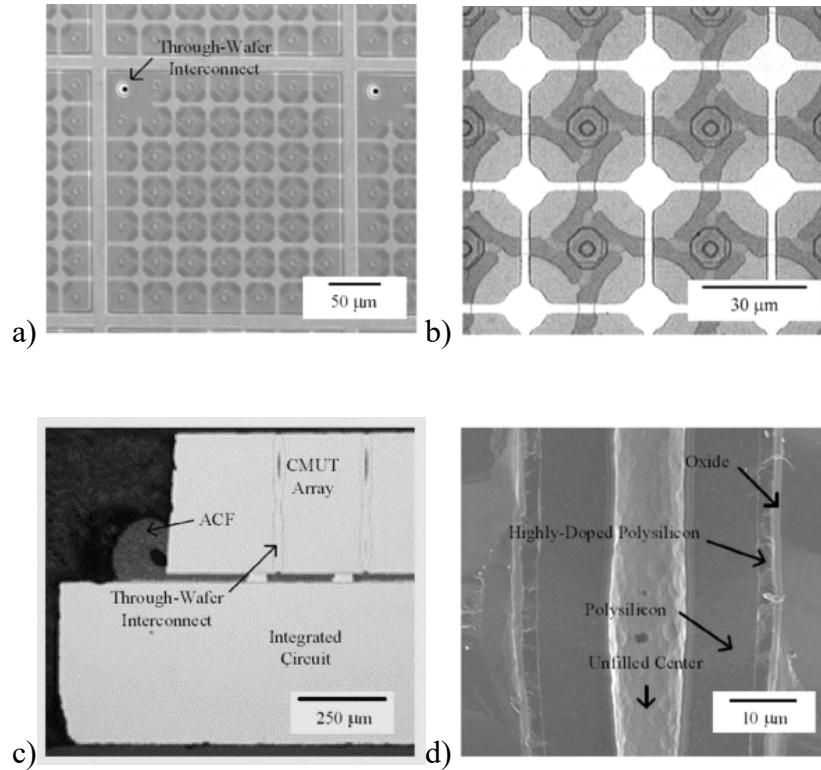 Through-Wafer
Interconnect
50 μm
a)
30 μm
b)
CMUT
Array
ACF
Through-Wafer
Interconnect
Integrated
Circuit
250 μm
c)
Oxide
Highly-Doped Polysilicon
Polysilicon
Unfilled Center
10 μm
d)